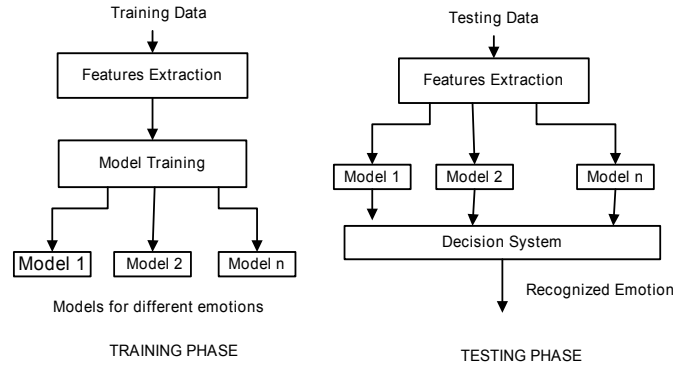 Training Data
Features Extraction
Model Training
Model 1
Model 2
Model n
Models for different emotions
TRAINING PHASE
Testing Data
Features Extraction
Model 1
Model 2
Model n
Decision System
Recognized Emotion
TESTING PHASE